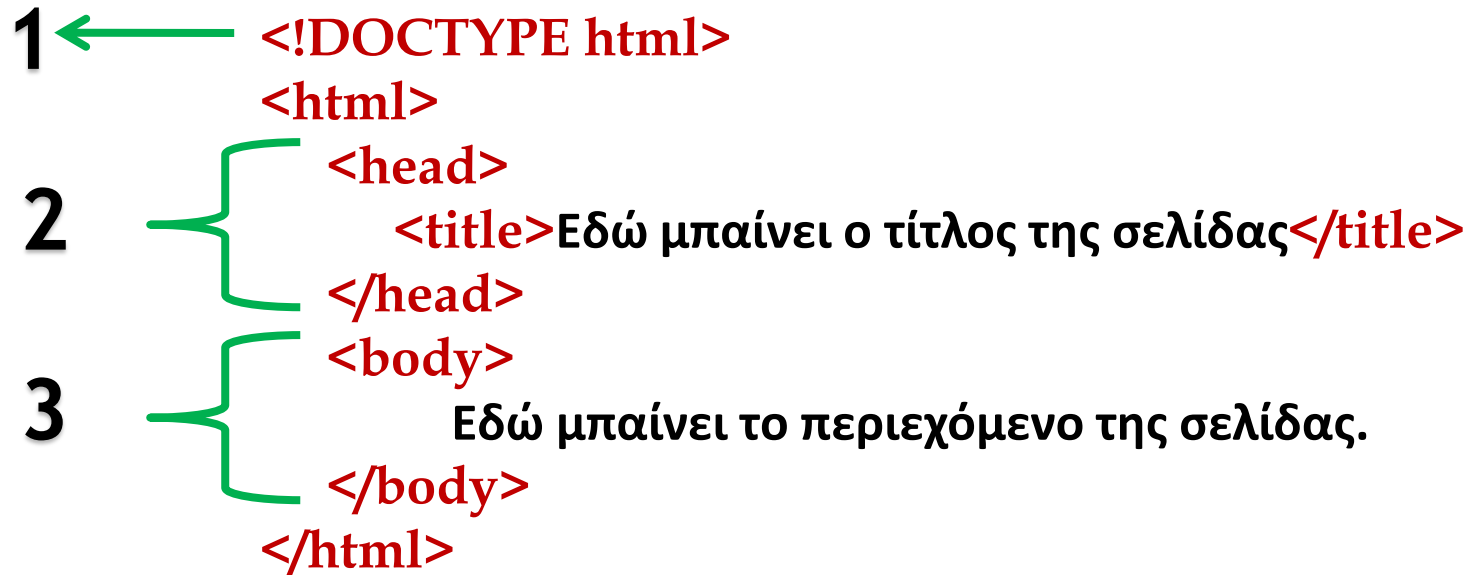 1 <!DOCTYPE html>
<html>
<head>
2 <title>Εδώ μπαίνει ο τίτλος της σελίδας</title>
</head>
<body>
3 Εδώ μπαίνει το περιεχόμενο της σελίδας.
</body>
</html>